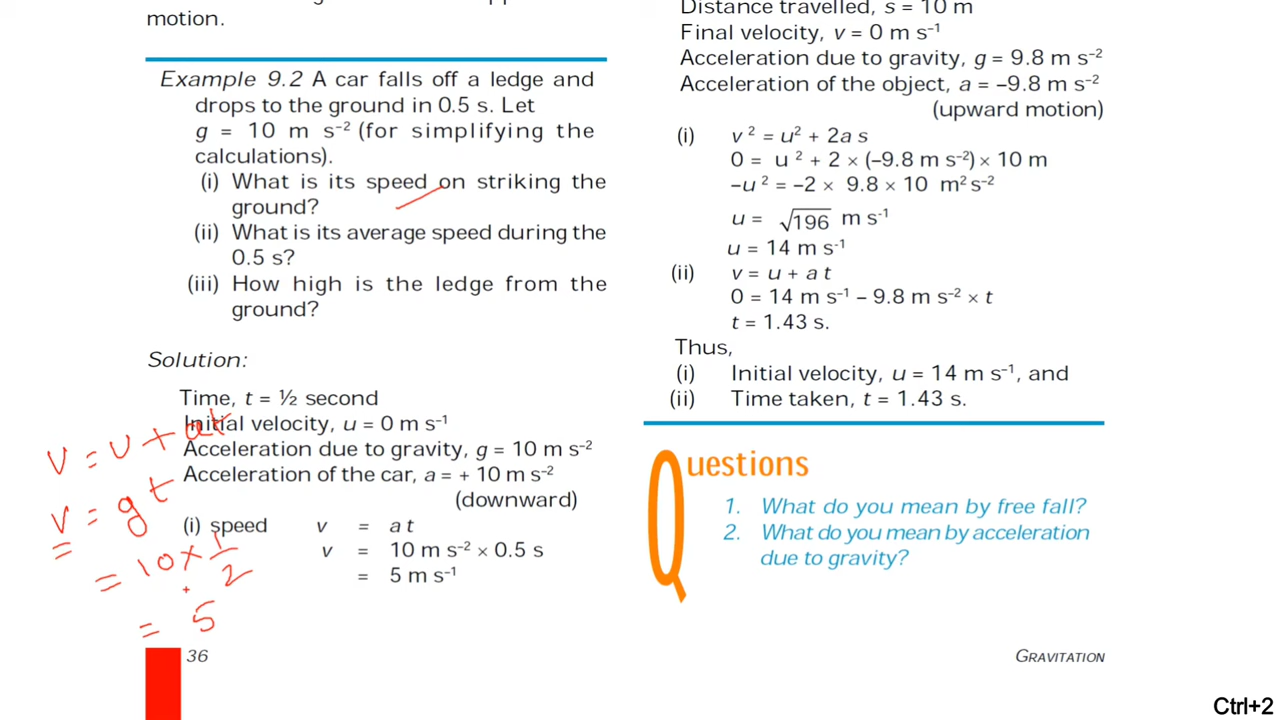 motion.
Example 9.2 A car falls off a ledge and
drops to the ground in 0.5 s. Let
g = 10 m s⁻² (for simplifying the
calculations).
(i) What is its speed on striking the
ground?
(ii) What is its average speed during the
0.5 s?
(iii) How high is the ledge from the
ground?
Solution:
Time, t = ½ second
Initial velocity, u = 0 m s⁻¹
Acceleration due to gravity, g = 10 m s⁻²
Acceleration of the car, a = + 10 m s⁻²
(downward)
(i) speed v = a t
v = 10 m s⁻² × 0.5 s
= 5 m s⁻¹
v = u + at
v = gt
= 10 × 1/2
= 5
36
Distance travelled, s = 10 m
Final velocity, v = 0 m s⁻¹
Acceleration due to gravity, g = 9.8 m s⁻²
Acceleration of the object, a = –9.8 m s⁻²
(upward motion)
(i) v ² = u² + 2a s
0 = u ² + 2 × (–9.8 m s⁻²) × 10 m
–u ² = –2 × 9.8 × 10 m² s⁻²
u = √196 m s⁻¹
u = 14 m s⁻¹
(ii) v = u + a t
0 = 14 m s⁻¹ – 9.8 m s⁻² × t
t = 1.43 s.
Thus,
(i) Initial velocity, u = 14 m s⁻¹, and
(ii) Time taken, t = 1.43 s.
Questions
1. What do you mean by free fall?
2. What do you mean by acceleration
due to gravity?
GRAVITATION
Ctrl+2